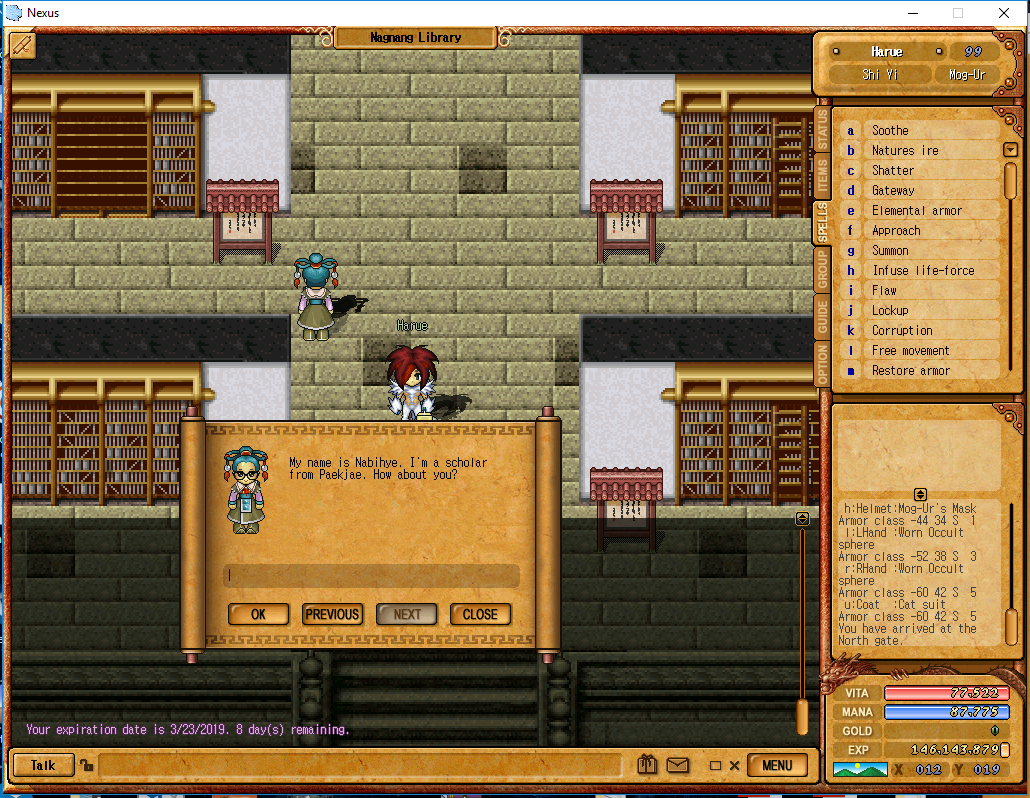 Nexus
Nagnang Library
Harue 99
Shi Yi Mog-Ur
STATUS
ITEMS
SPELLS
GROUP
GUIDE
OPTION
a Soothe
b Natures ire
c Shatter
d Gateway
e Elemental armor
f Approach
g Summon
h Infuse life-force
i Flaw
j Lockup
k Corruption
l Free movement
m Restore armor
Harue
My name is Nabihye. I'm a scholar
from Paekjae. How about you?
OK PREVIOUS NEXT CLOSE
h:Helmet:Mog-Ur's Mask
Armor class -44 34 S 1
l:LHand :Worn Occult
sphere
Armor class -52 38 S 3
r:RHand :Worn Occult
sphere
Armor class -60 42 S 5
u:Coat :Cat suit
Armor class -60 42 S 5
You have arrived at the
North gate.
VITA 77,522
MANA 87,775
GOLD 0
EXP 146,143,879
X 012 Y 019
Your expiration date is 3/23/2019. 8 day(s) remaining.
Talk
MENU